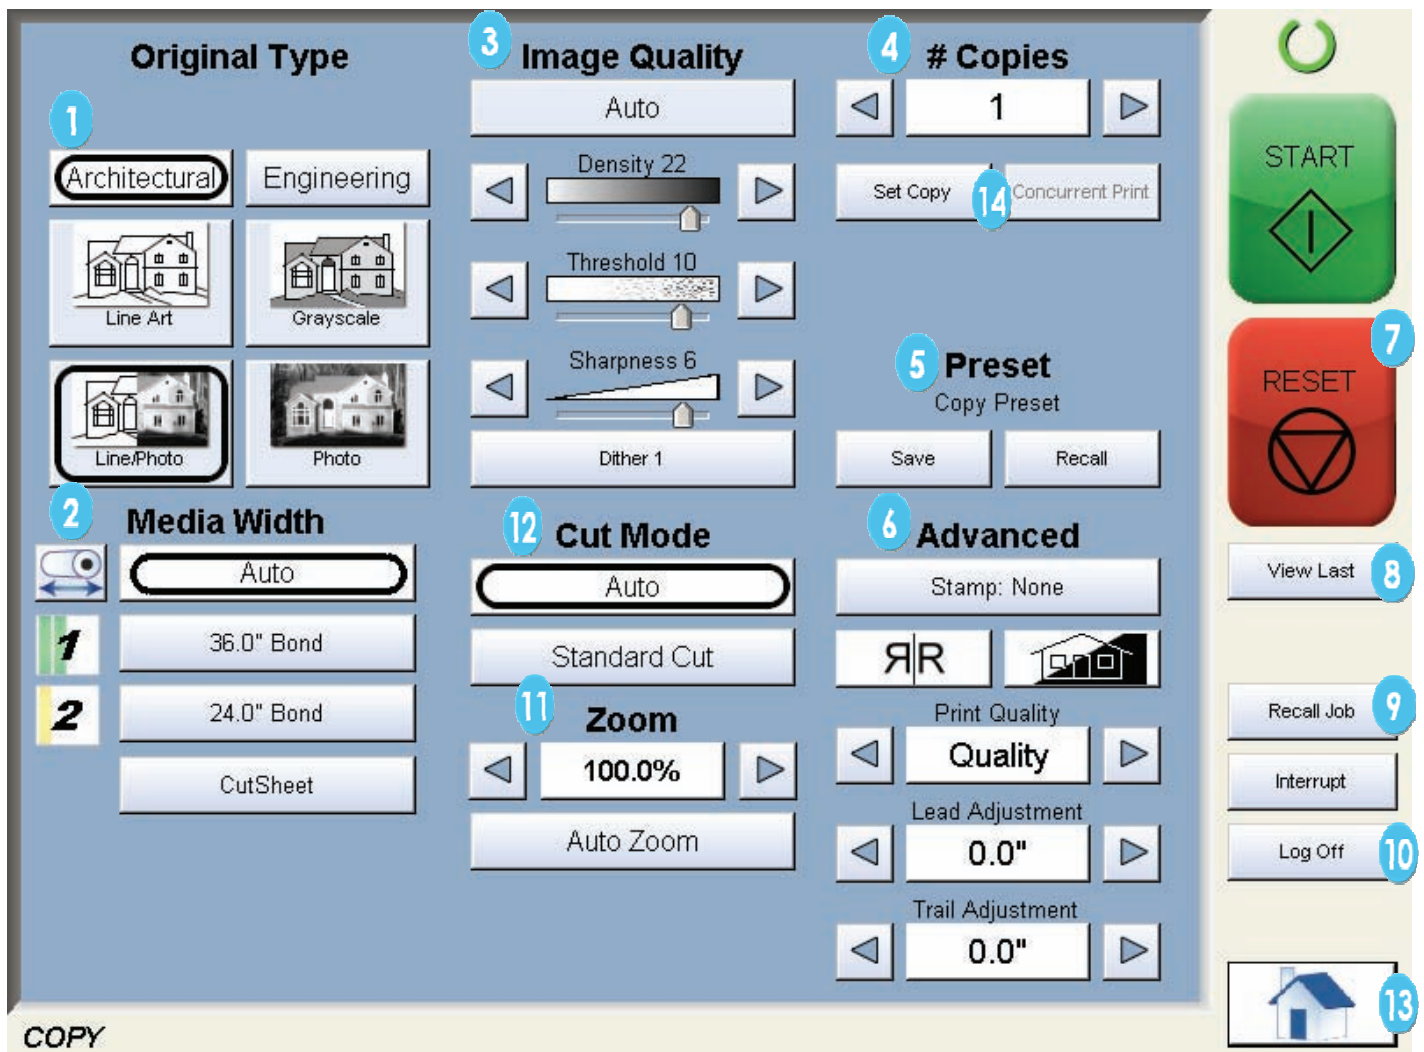 Original Type
1
Architectural
Engineering
Line Art
Grayscale
Line/Photo
Photo
2
Media Width
Auto
1
36.0" Bond
2
24.0" Bond
CutSheet
3
Image Quality
Auto
Density 22
Threshold 10
Sharpness 6
Dither 1
12
Cut Mode
Auto
Standard Cut
11
Zoom
100.0%
Auto Zoom
4
# Copies
1
Set Copy
14
Concurrent Print
5
Preset
Copy Preset
Save
Recall
6
Advanced
Stamp: None
ЯR
Print Quality
Quality
Lead Adjustment
0.0"
Trail Adjustment
0.0"
START
7
RESET
View Last
8
Recall Job
9
Interrupt
Log Off
10
13
COPY